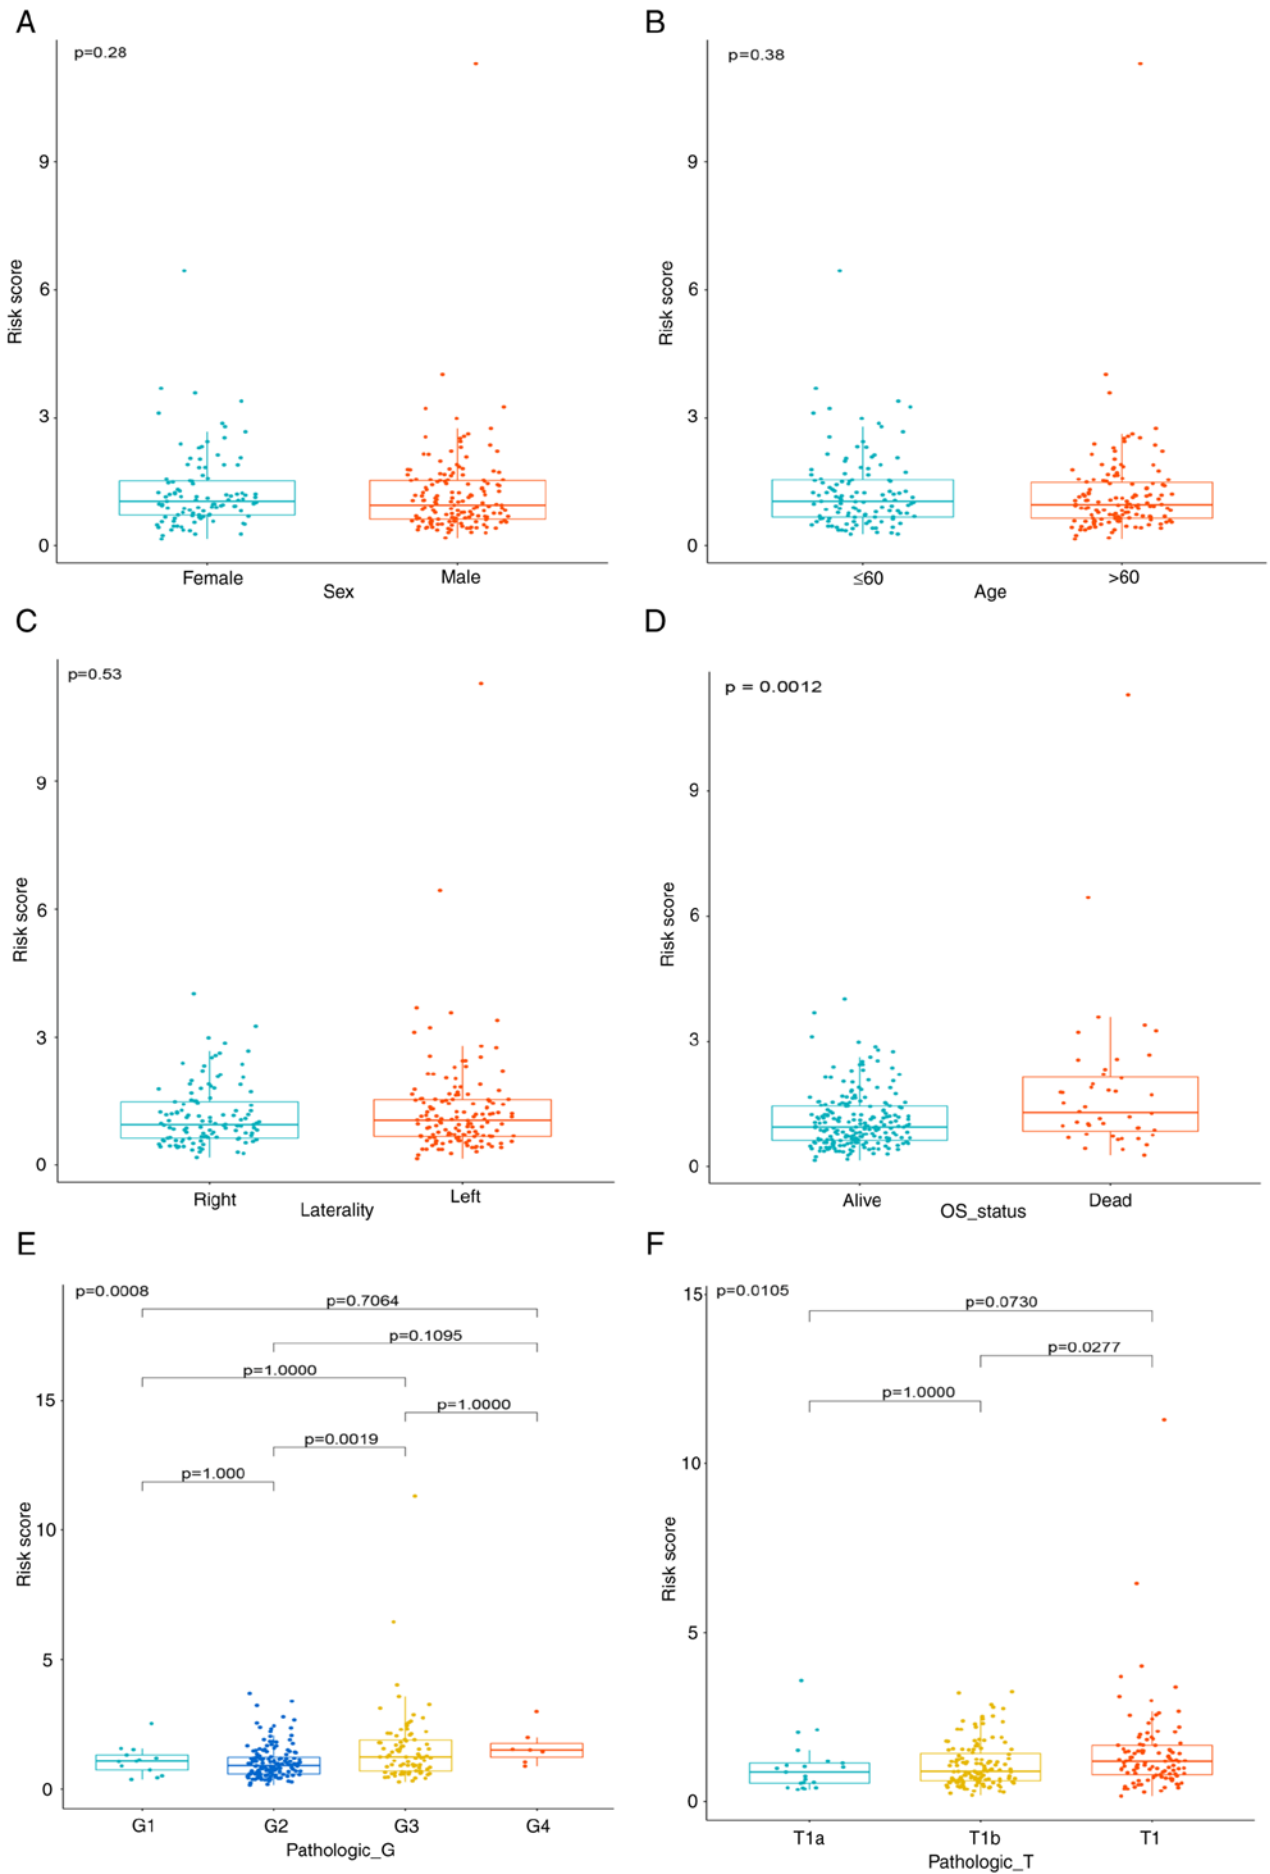 A
p=0.28
9
6
3
0
Risk score
Female
Male
Sex
B
p=0.38
9
6
3
0
Risk score
≤60
>60
Age
C
p=0.53
9
6
3
0
Risk score
Right
Left
Laterality
D
p = 0.0012
9
6
3
0
Risk score
Alive
Dead
OS_status
E
p=0.0008
p=0.7064
p=0.1095
p=1.0000
p=1.0000
p=0.0019
p=1.000
15
10
5
0
Risk score
G1
G2
G3
G4
Pathologic_G
F
p=0.0105
p=0.0730
p=0.0277
p=1.0000
15
10
5
0
Risk score
T1a
T1b
T1
Pathologic_T